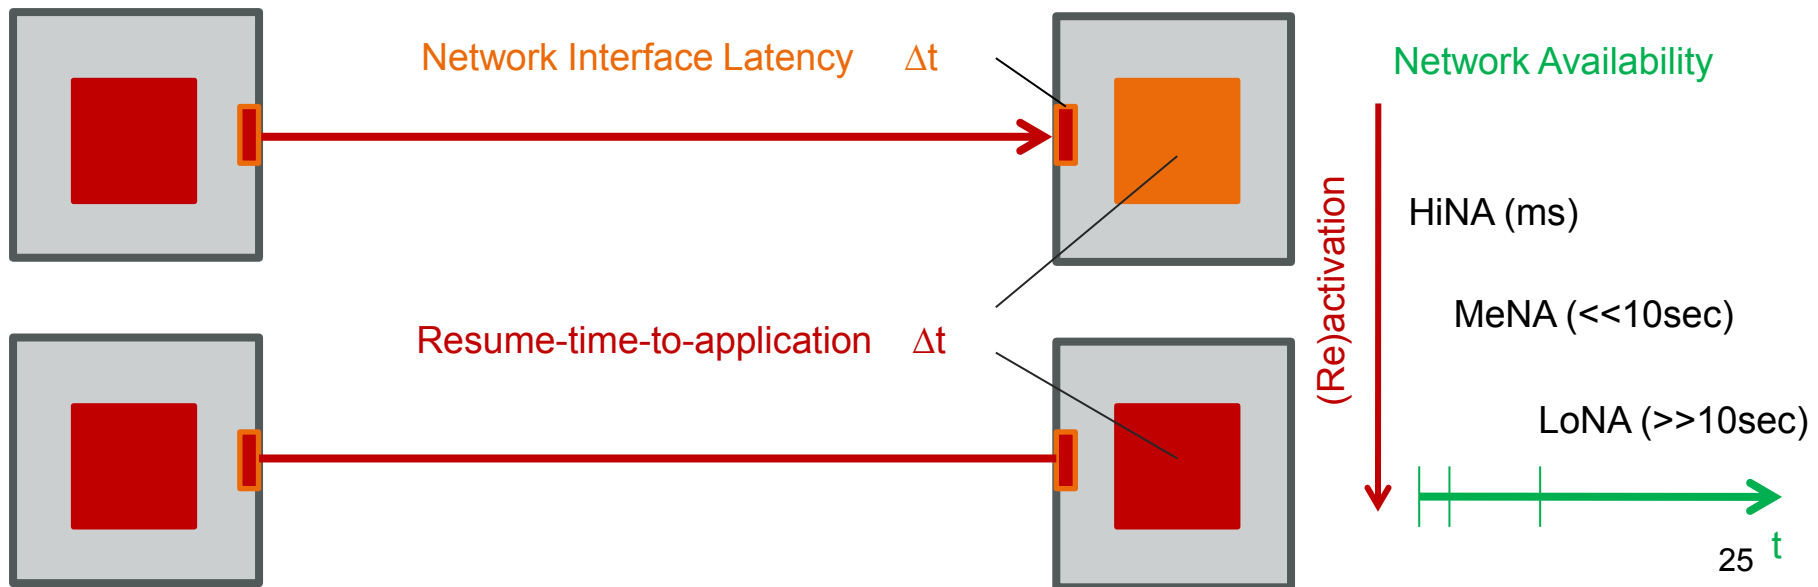 Network Interface Latency Δt
Network Availability
(Re)activation
HiNA (ms)
MeNA (<<10sec)
Resume-time-to-application Δt
LoNA (>>10sec)
25
t